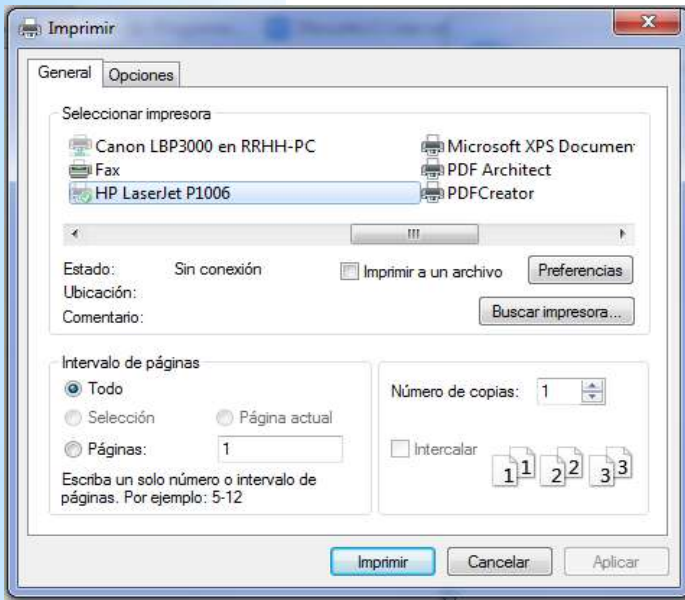 Imprimir
General Opciones
Seleccionar impresora
Canon LBP3000 en RRHH-PC Microsoft XPS Documen
Fax PDF Architect
HP LaserJet P1006 PDFCreator
Estado: Sin conexión Imprimir a un archivo Preferencias
Ubicación:
Comentario: Buscar impresora...
Intervalo de páginas
Todo
Selección Página actual
Páginas: 1
Escriba un solo número o intervalo de
páginas. Por ejemplo: 5-12
Número de copias: 1
Intercalar
1 1 2 2 3 3
Imprimir Cancelar Aplicar